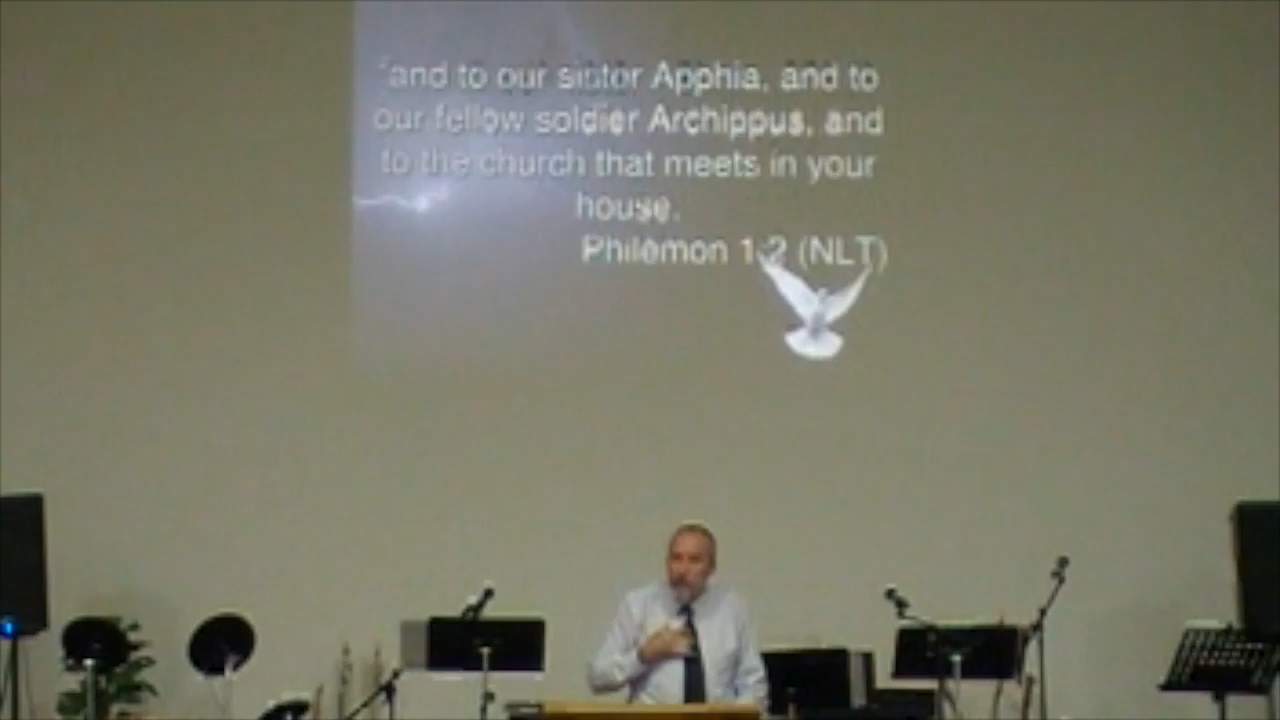 "and to our sister Apphia, and to
our fellow soldier Archippus, and
to the church that meets in your
house.
Philemon 1:2 (NLT)